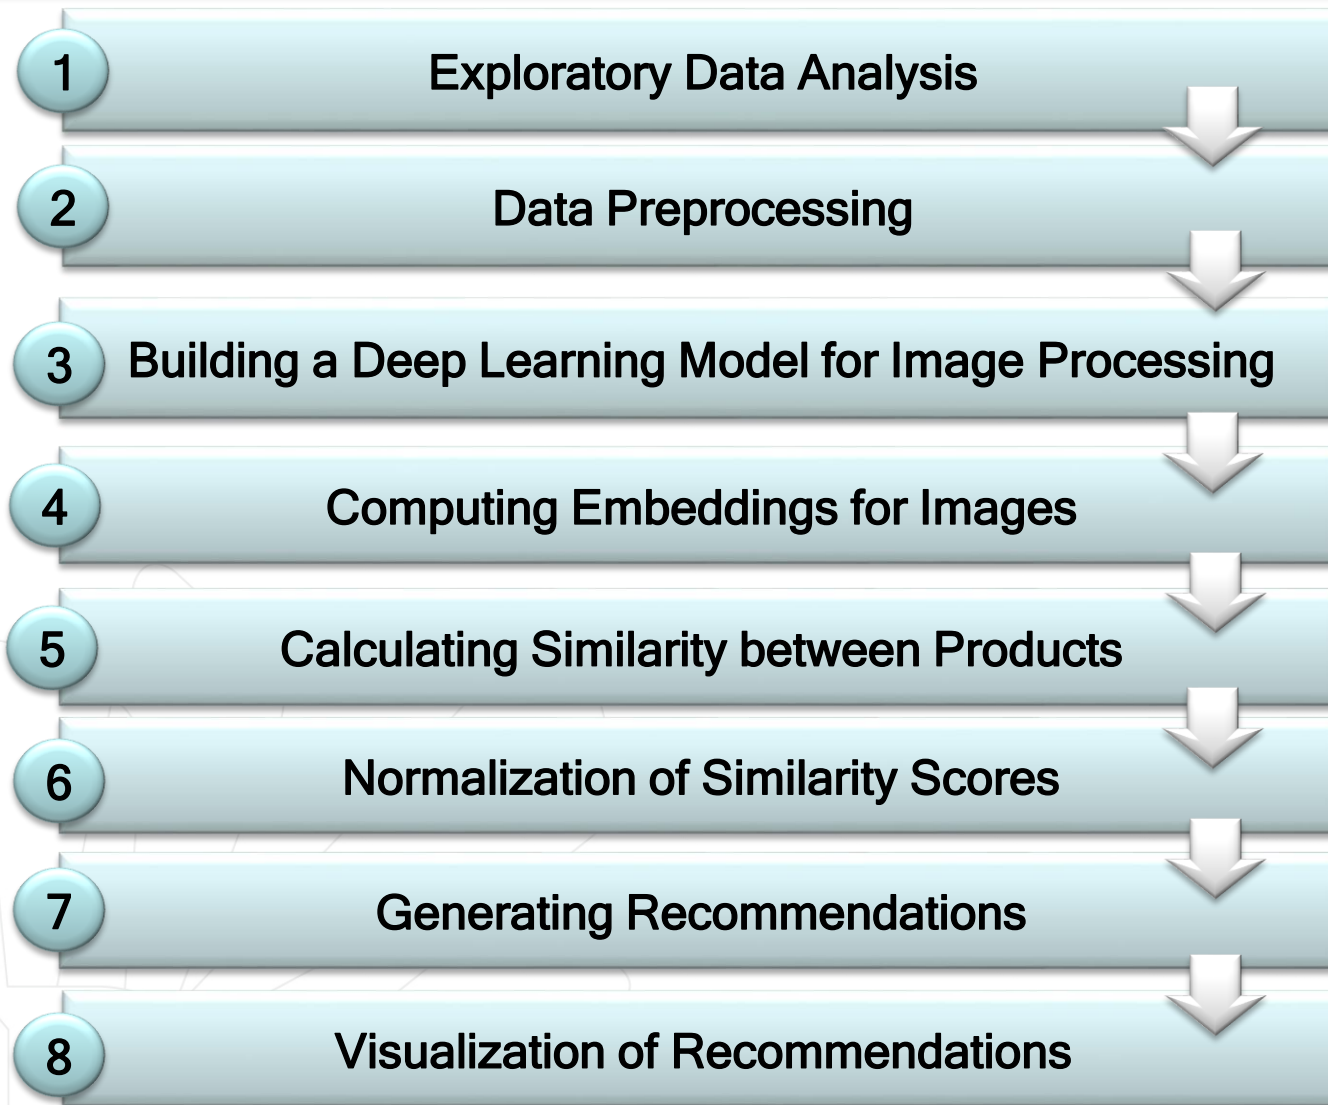 1 Exploratory Data Analysis
2 Data Preprocessing
3 Building a Deep Learning Model for Image Processing
4 Computing Embeddings for Images
5 Calculating Similarity between Products
6 Normalization of Similarity Scores
7 Generating Recommendations
8 Visualization of Recommendations